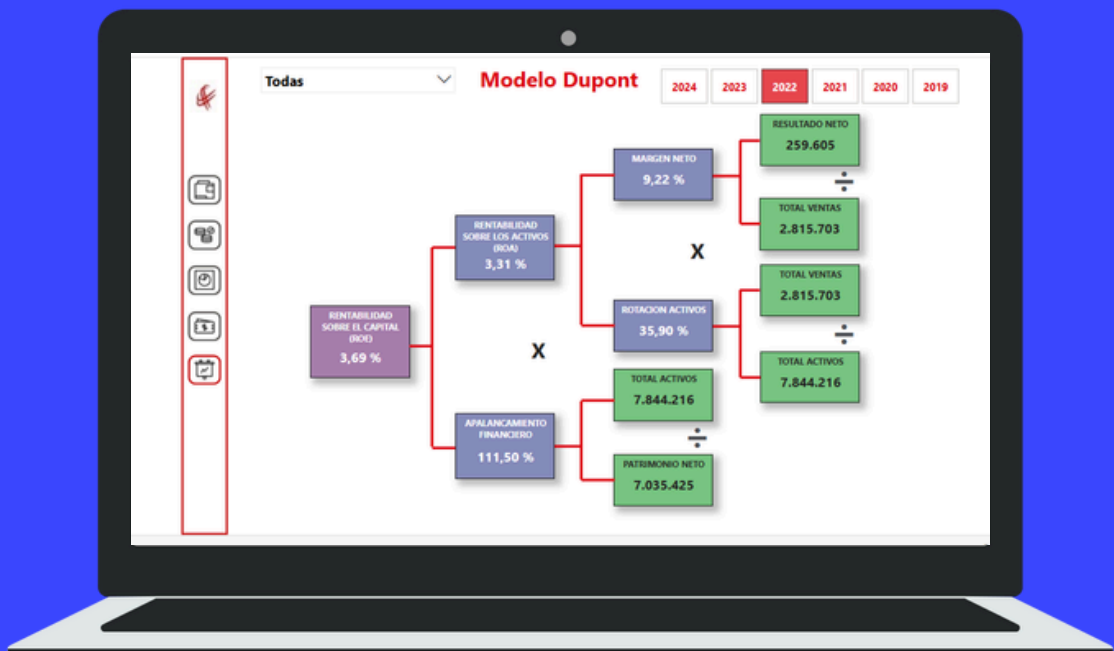 Todas
Modelo Dupont
2024
2023
2022
2021
2020
2019
RESULTADO NETO
259.605
÷
MARGEN NETO
9,22 %
TOTAL VENTAS
2.815.703
RENTABILIDAD
SOBRE LOS ACTIVOS
(ROA)
3,31 %
X
TOTAL VENTAS
2.815.703
÷
ROTACION ACTIVOS
35,90 %
TOTAL ACTIVOS
7.844.216
RENTABILIDAD
SOBRE EL CAPITAL
(ROE)
3,69 %
X
TOTAL ACTIVOS
7.844.216
÷
APALANCAMIENTO
FINANCIERO
111,50 %
PATRIMONIO NETO
7.035.425